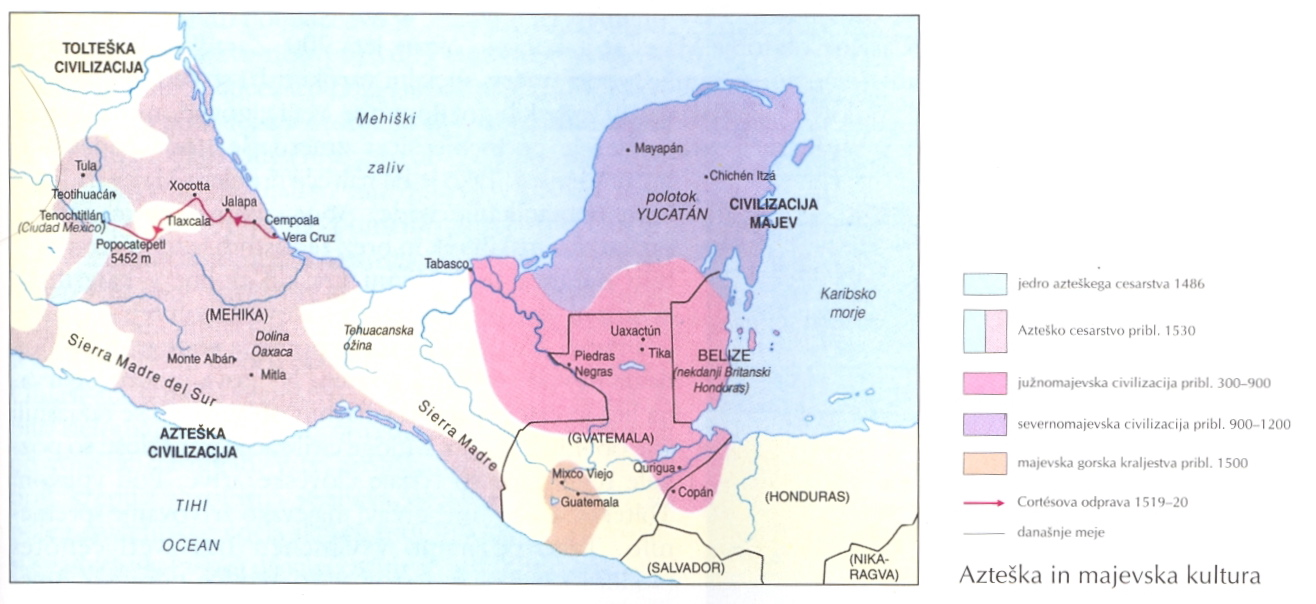 TOLTEŠKA
CIVILIZACIJA
Mehiški
zaliv
Tula
Teotihuacán
Tenochtitlán
(Ciudad Mexico)
Popocatepetl
5452 m
Xocotta
Tlaxcala
Jalapa
Cempoala
Vera Cruz
Mayapán
Chichén Itzá
polotok
YUCATÁN
CIVILIZACIJA
MAJEV
Tabasco
Karibsko
morje
(MEHIKA)
Dolina
Oaxaca
Monte Albán
Mitla
Tehuacanska
ožina
Sierra Madre del Sur
Sierra Madre
AZTEŠKA
CIVILIZACIJA
TIHI
OCEAN
Uaxactún
Tika
Piedras
Negras
BELIZE
(nekdanji Britanski
Honduras)
(GVATEMALA)
Mixco Viejo
Guatemala
Qurigua
Copán
(HONDURAS)
(SALVADOR)
(NIKA-
RAGVA)
jedro azteškega cesarstva 1486
Azteško cesarstvo pribl. 1530
južnomajevska civilizacija pribl. 300–900
severnomajevska civilizacija pribl. 900–1200
majevska gorska kraljestva pribl. 1500
Cortésova odprava 1519–20
današnje meje
Azteška in majevska kultura